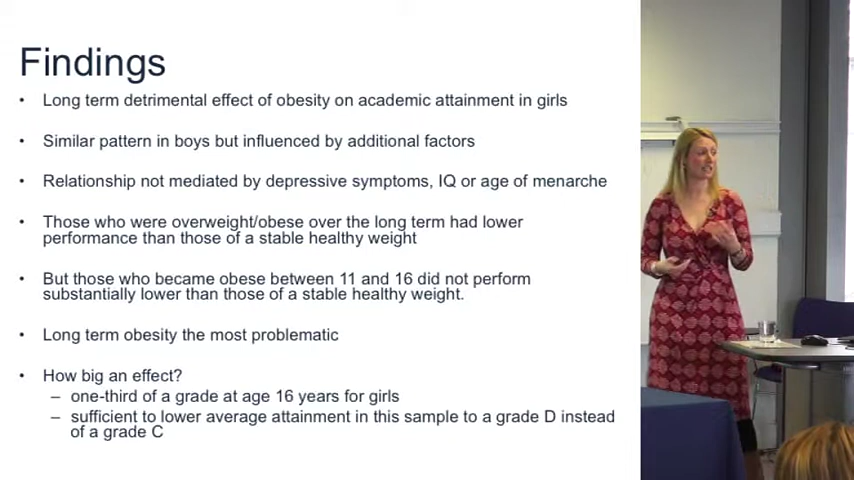 Findings
• Long term detrimental effect of obesity on academic attainment in girls
• Similar pattern in boys but influenced by additional factors
• Relationship not mediated by depressive symptoms, IQ or age of menarche
• Those who were overweight/obese over the long term had lower
performance than those of a stable healthy weight
• But those who became obese between 11 and 16 did not perform
substantially lower than those of a stable healthy weight.
• Long term obesity the most problematic
• How big an effect?
– one-third of a grade at age 16 years for girls
– sufficient to lower average attainment in this sample to a grade D instead
of a grade C